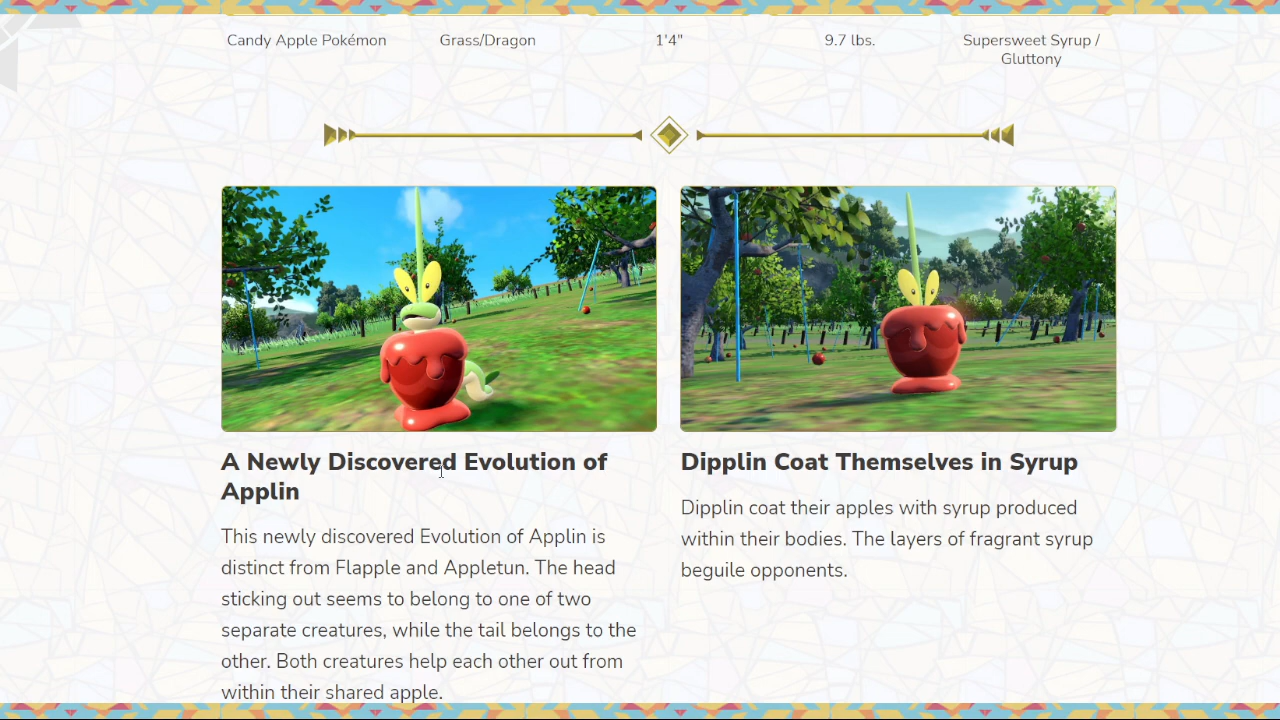 Candy Apple Pokémon
Grass/Dragon
1'4"
9.7 lbs.
Supersweet Syrup /
Gluttony
A Newly Discovered Evolution of
Applin
This newly discovered Evolution of Applin is
distinct from Flapple and Appletun. The head
sticking out seems to belong to one of two
separate creatures, while the tail belongs to the
other. Both creatures help each other out from
within their shared apple.
Dipplin Coat Themselves in Syrup
Dipplin coat their apples with syrup produced
within their bodies. The layers of fragrant syrup
beguile opponents.